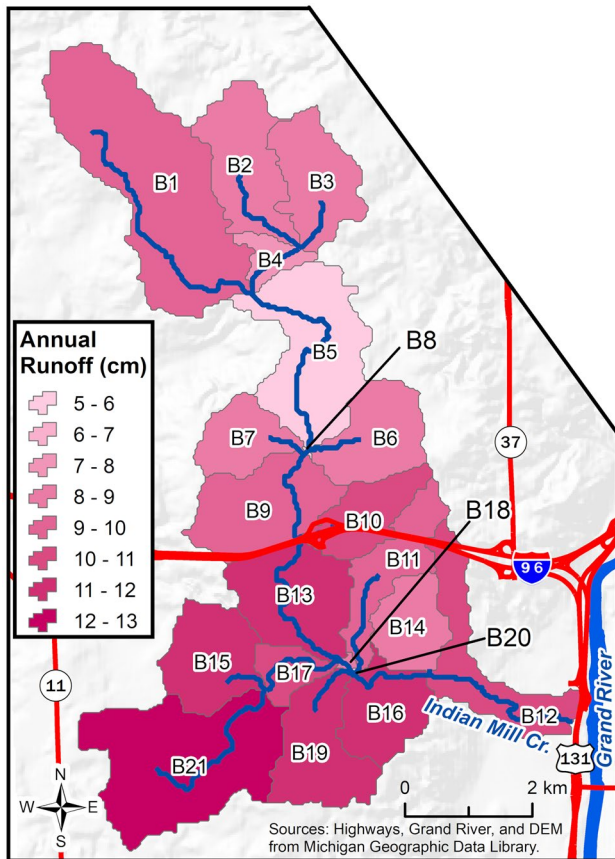 B1
B2
B3
B4
B5
B8
Annual
Runoff (cm)
5 - 6
6 - 7
7 - 8
8 - 9
9 - 10
10 - 11
11 - 12
12 - 13
B7
B6
37
B9
B10
B18
B11
96
B13
B14
B20
B15
B17
11
B16
B12
Indian Mill Cr.
Grand River
B19
131
B21
N
W E
S
0 2 km
Sources: Highways, Grand River, and DEM
from Michigan Geographic Data Library.